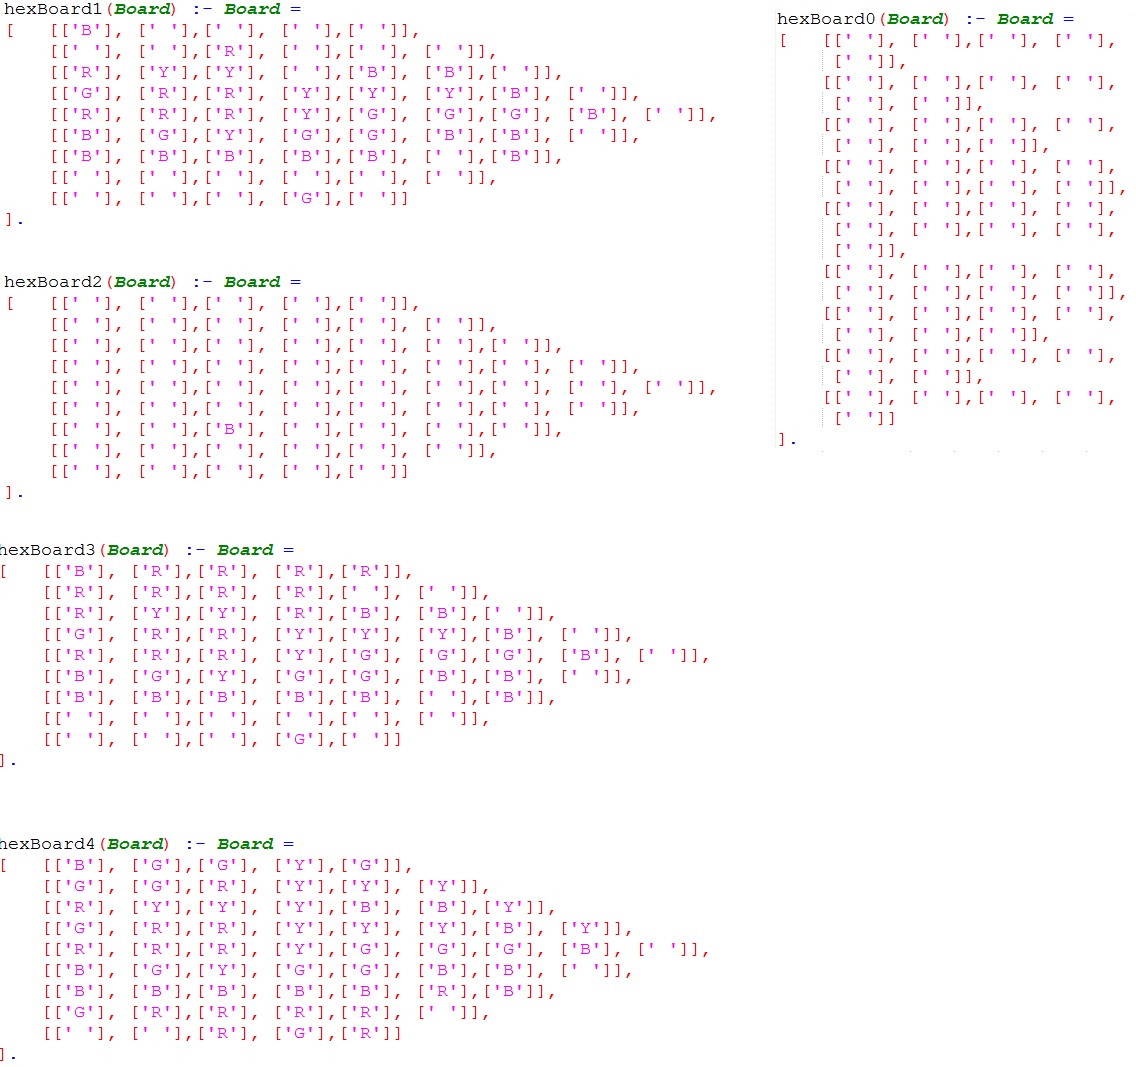 hexBoard1(Board) :- Board =
[   [['B'], [' '],[' '], [' '],[' ']],
    [[' '], [' '],['R'], [' '],[' '], [' ']],
    [['R'], ['Y'],['Y'], [' '],['B'], ['B'],[' ']],
    [['G'], ['R'],['R'], ['Y'],['Y'], ['Y'],['B'], [' ']],
    [['R'], ['R'],['R'], ['Y'],['G'], ['G'],['G'], ['B'], [' ']],
    [['B'], ['G'],['Y'], ['G'],['G'], ['B'],['B'], [' ']],
    [['B'], ['B'],['B'], ['B'],['B'], [' '],['B']],
    [[' '], [' '],[' '], [' '],[' '], [' ']],
    [[' '], [' '],[' '], ['G'],[' ']]
].
hexBoard2(Board) :- Board =
[   [[' '], [' '],[' '], [' '],[' ']],
    [[' '], [' '],[' '], [' '],[' '], [' ']],
    [[' '], [' '],[' '], [' '],[' '], [' '],[' ']],
    [[' '], [' '],[' '], [' '],[' '], [' '],[' '], [' ']],
    [[' '], [' '],[' '], [' '],[' '], [' '],[' '], [' '], [' ']],
    [[' '], [' '],[' '], [' '],[' '], [' '],[' '], [' ']],
    [[' '], [' '],['B'], [' '],[' '], [' '],[' ']],
    [[' '], [' '],[' '], [' '],[' '], [' ']],
    [[' '], [' '],[' '], [' '],[' ']]
].
hexBoard3(Board) :- Board =
[   [['B'], ['R'],['R'], ['R'],['R']],
    [['R'], ['R'],['R'], ['R'],[' '], [' ']],
    [['R'], ['Y'],['Y'], ['R'],['B'], ['B'],[' ']],
    [['G'], ['R'],['R'], ['Y'],['Y'], ['Y'],['B'], [' ']],
    [['R'], ['R'],['R'], ['Y'],['G'], ['G'],['G'], ['B'], [' ']],
    [['B'], ['G'],['Y'], ['G'],['G'], ['B'],['B'], [' ']],
    [['B'], ['B'],['B'], ['B'],['B'], [' '],['B']],
    [[' '], [' '],[' '], [' '],[' '], [' ']],
    [[' '], [' '],[' '], ['G'],[' ']]
].
hexBoard4(Board) :- Board =
[   [['B'], ['G'],['G'], ['Y'],['G']],
    [['G'], ['G'],['R'], ['Y'],['Y'], ['Y']],
    [['R'], ['Y'],['Y'], ['Y'],['B'], ['B'],['Y']],
    [['G'], ['R'],['R'], ['Y'],['Y'], ['Y'],['B'], ['Y']],
    [['R'], ['R'],['R'], ['Y'],['G'], ['G'],['G'], ['B'], [' ']],
    [['B'], ['G'],['Y'], ['G'],['G'], ['B'],['B'], [' ']],
    [['B'], ['B'],['B'], ['B'],['B'], ['R'],['B']],
    [['G'], ['R'],['R'], ['R'],['R'], [' ']],
    [[' '], [' '],['R'], ['G'],['R']]
].
hexBoard0(Board) :- Board =
[   [[' '], [' '],[' '], [' '],
     [' ']],
    [[' '], [' '],[' '], [' '],
     [' '], [' ']],
    [[' '], [' '],[' '], [' '],
     [' '], [' '],[' ']],
    [[' '], [' '],[' '], [' '],
     [' '], [' '],[' '], [' ']],
    [[' '], [' '],[' '], [' '],
     [' '], [' '],[' '], [' '],
     [' ']],
    [[' '], [' '],[' '], [' '],
     [' '], [' '],[' '], [' ']],
    [[' '], [' '],[' '], [' '],
     [' '], [' '],[' ']],
    [[' '], [' '],[' '], [' '],
     [' '], [' ']],
    [[' '], [' '],[' '], [' '],
     [' ']]
].